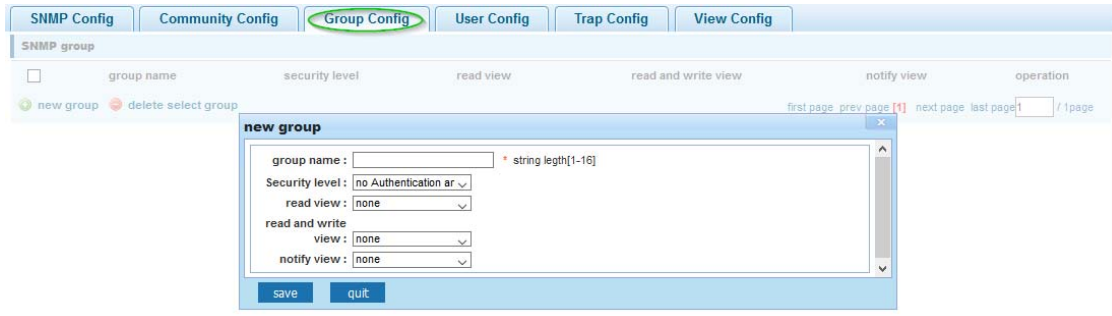 SNMP Config Community Config Group Config User Config Trap Config View Config
SNMP group
group name security level read view read and write view notify view operation
new group delete select group first page prev page [1] next page last page 1 / 1page
new group
group name : * string legth[1-16]
Security level : no Authentication ar
read view : none
read and write
view : none
notify view : none
save quit